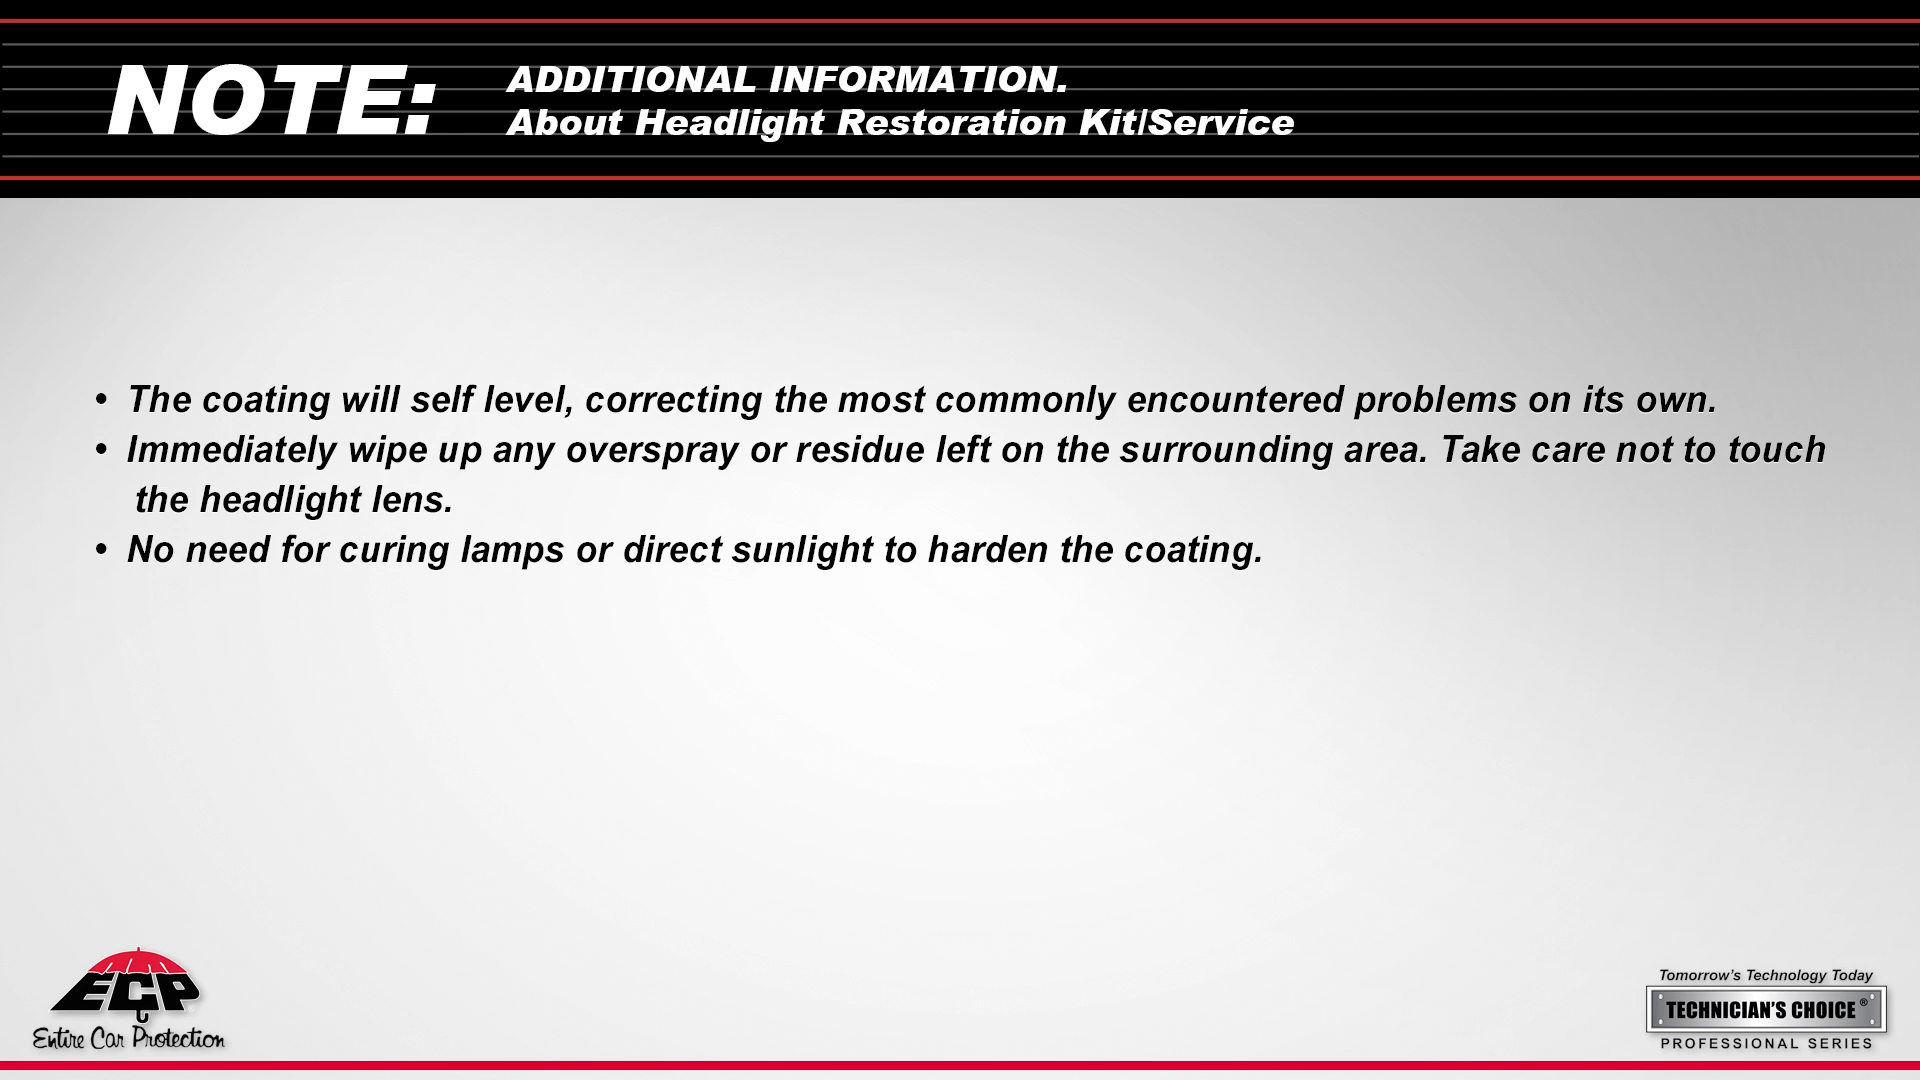 NOTE:
ADDITIONAL INFORMATION.
About Headlight Restoration Kit/Service
• The coating will self level, correcting the most commonly encountered problems on its own.
• Immediately wipe up any overspray or residue left on the surrounding area. Take care not to touch
the headlight lens.
• No need for curing lamps or direct sunlight to harden the coating.
ECP
Entire Car Protection
Tomorrow's Technology Today
TECHNICIAN'S CHOICE®
PROFESSIONAL SERIES